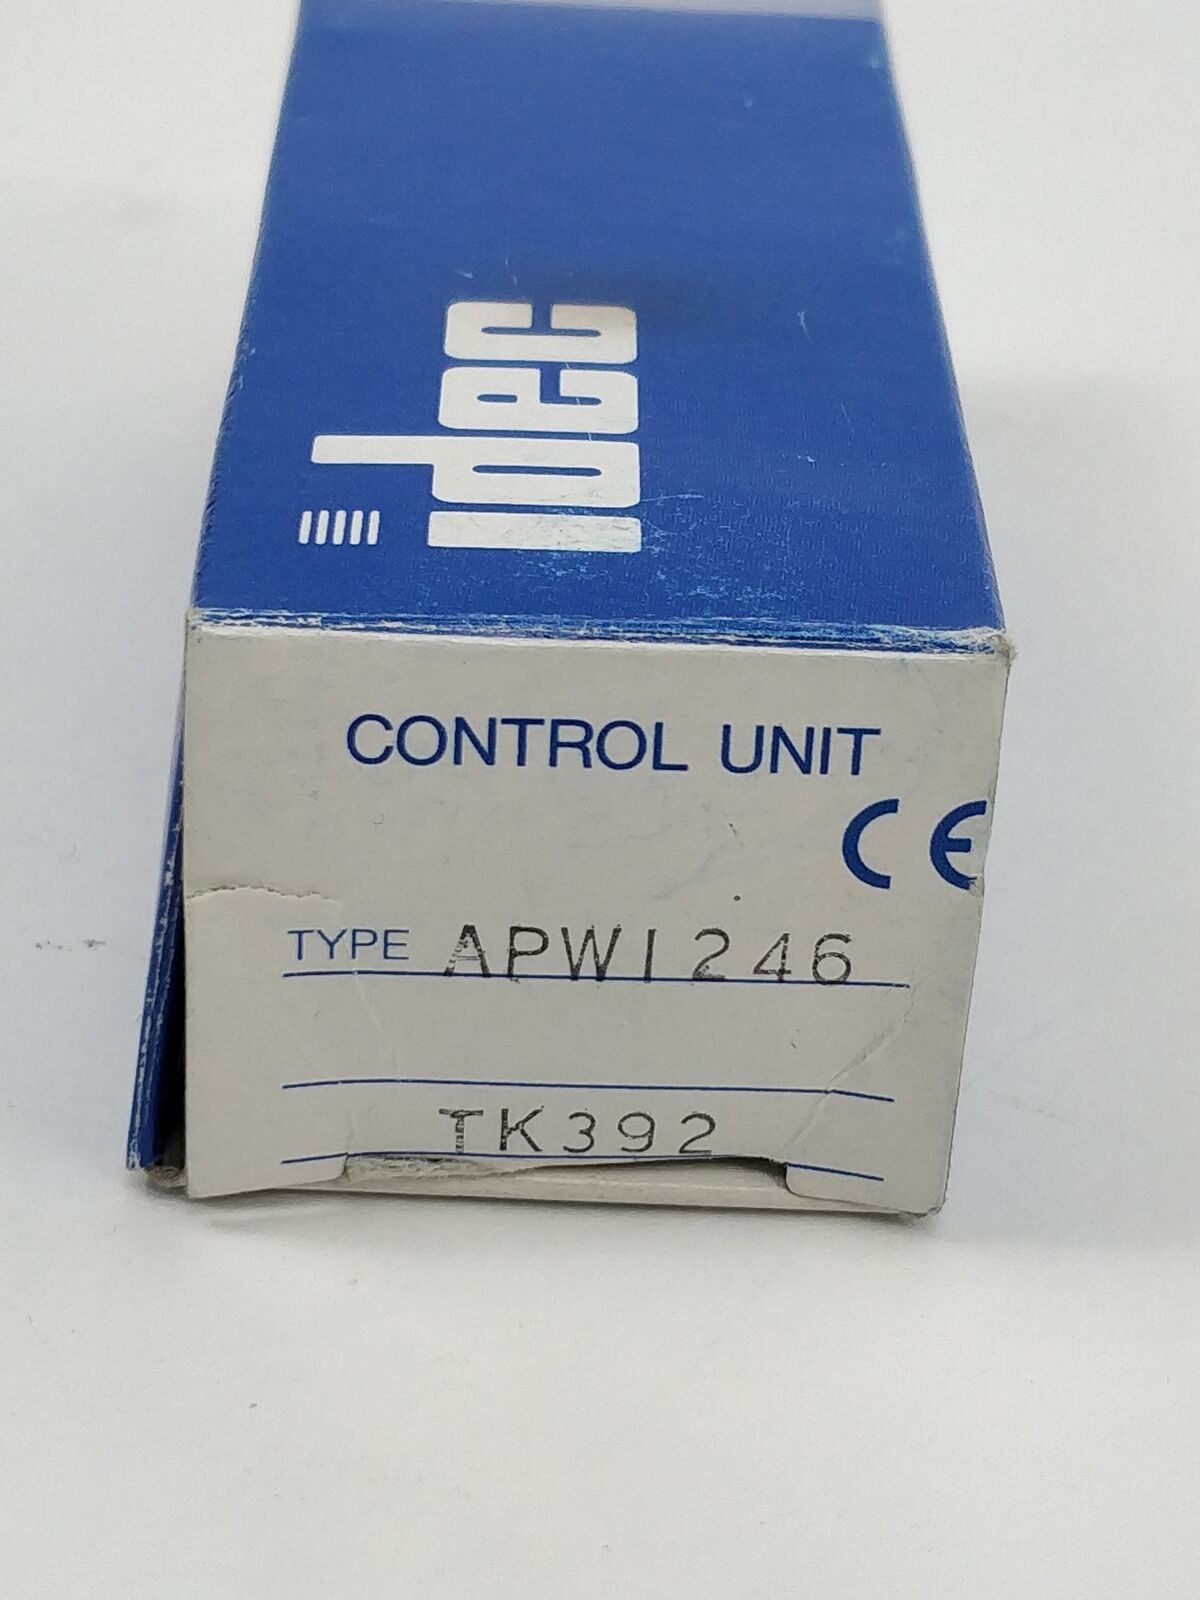 idec
CONTROL UNIT
CE
TYPE APW1246
TK392